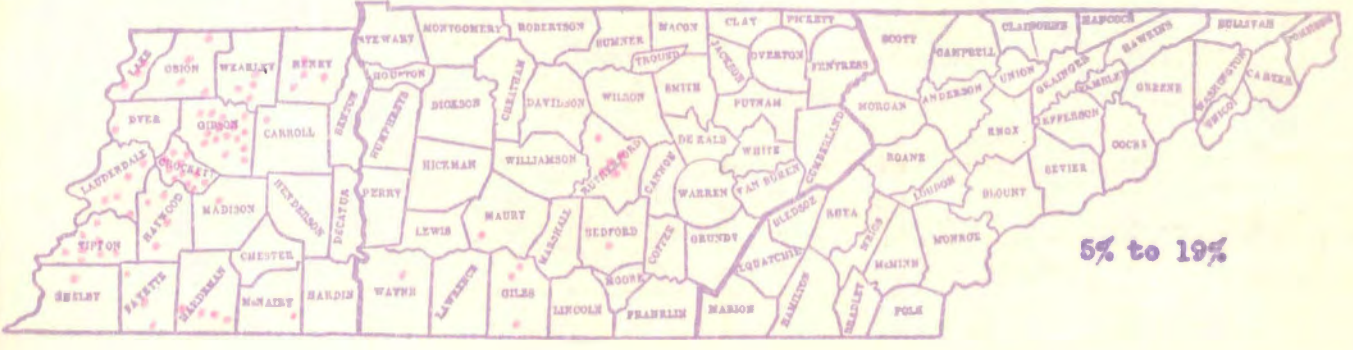 STEWART MONTGOMERY ROBERTSON SUMNER MACON CLAY PICKETT SCOTT CAMPBELL CLAIBORNE HANCOCK HAWKINS SULLIVAN JOHNSON
LAKE OBION WEAKLEY HENRY HOUSTON CHEATHAM TROUSD JACKSON OVERTON FENTRESS UNION GRAINGER HAMBLEN GREENE WASHINGTON CARTER UNICOI
DYER GIBSON CARROLL BENTON HUMPHREYS DICKSON DAVIDSON WILSON SMITH PUTNAM MORGAN ANDERSON KNOX JEFFERSON COCKE
LAUDERDALE CROCKETT HICKMAN WILLIAMSON RUTHERFORD CANNON DE KALB WHITE CUMBERLAND ROANE LOUDON BLOUNT SEVIER
TIPTON HAYWOOD MADISON HENDERSON DECATUR PERRY LEWIS MAURY MARSHALL BEDFORD COFFEE WARREN VAN BUREN BLEDSOE RHEA MEIGS MONROE
5% to 19%
SHELBY FAYETTE HARDEMAN CHESTER McNAIRY HARDIN WAYNE LAWRENCE GILES LINCOLN MOORE FRANKLIN GRUNDY MARION SEQUATCHIE HAMILTON BRADLEY McMINN POLK